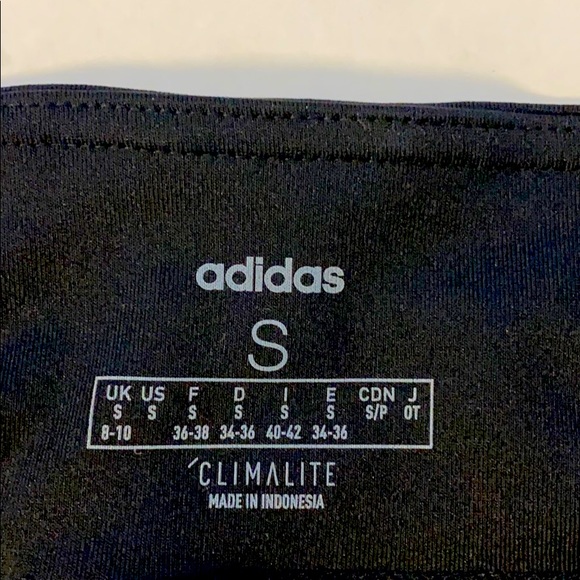 adidas
S
UK US F D I E CDN J
S S S S S S S/P OT
8-10 36-38 34-36 40-42 34-36
CLIMALITE
MADE IN INDONESIA